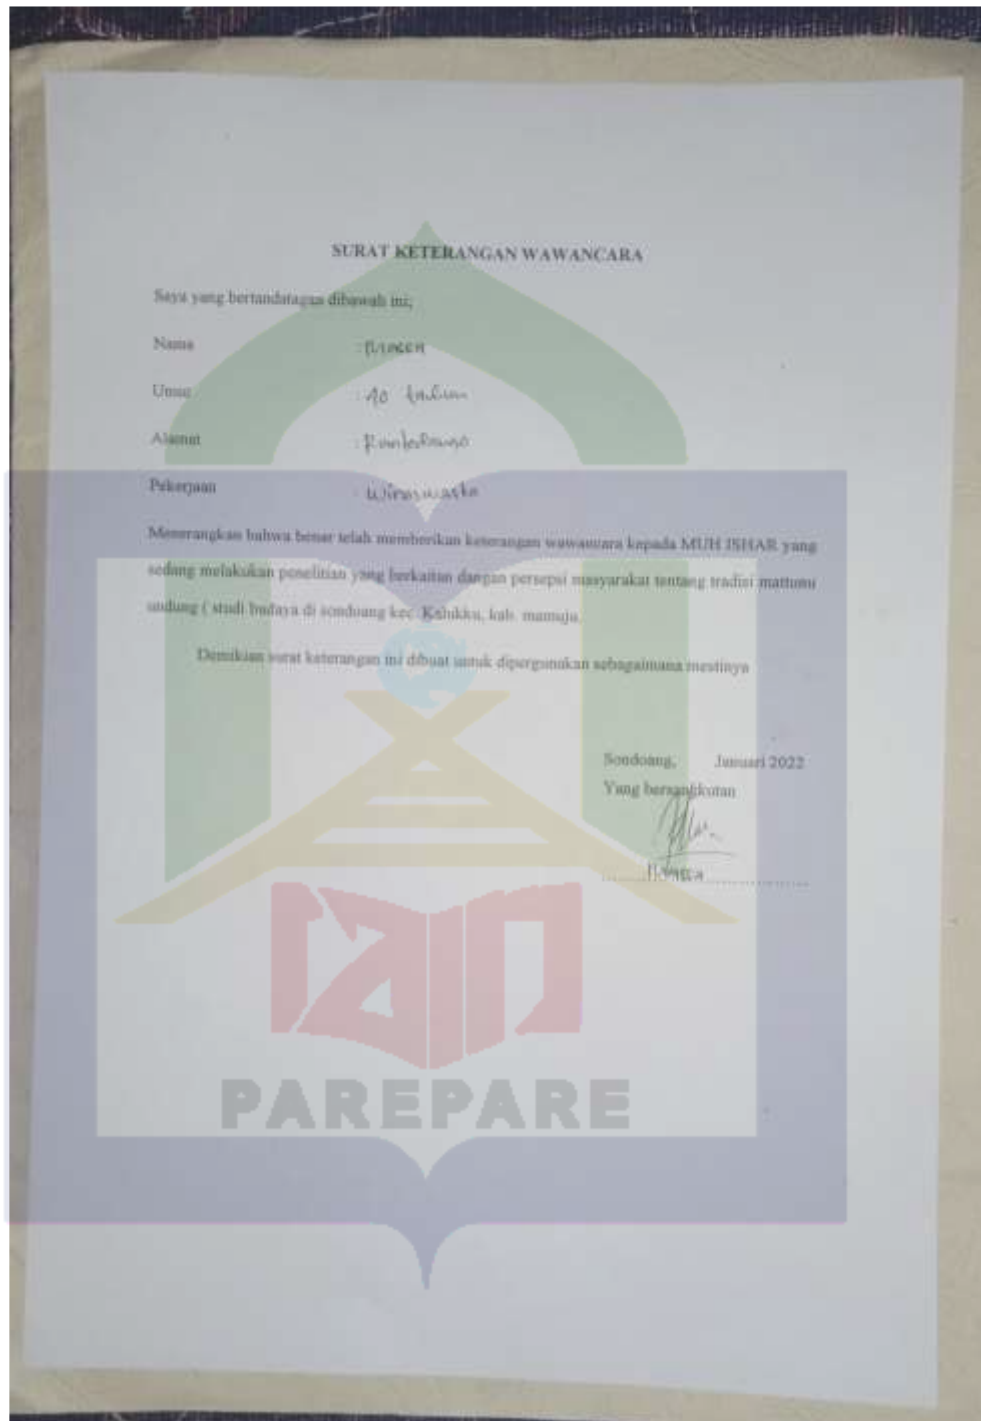 SURAT KETERANGAN WAWANCARA
Saya yang bertandatagan dibawah ini;
Nama :
Umur : 40 tahun
Alamat :
Pekerjaan : Wiraswasta
Menerangkan bahwa benar telah memberikan keterangan wawancara kepada MUH ISHAR yang
sedang melakukan penelitian yang berkaitan dangan persepsi masyarakat tentang tradisi mattunu
undung ( studi budaya di sondoang kec. Kalukku, kab. mamuju.
Demikian surat keterangan ini dibuat untuk dipergunakan sebagaimana mestinya
Sondoang, Januari 2022
Yang bersangkutan
iain
PAREPARE